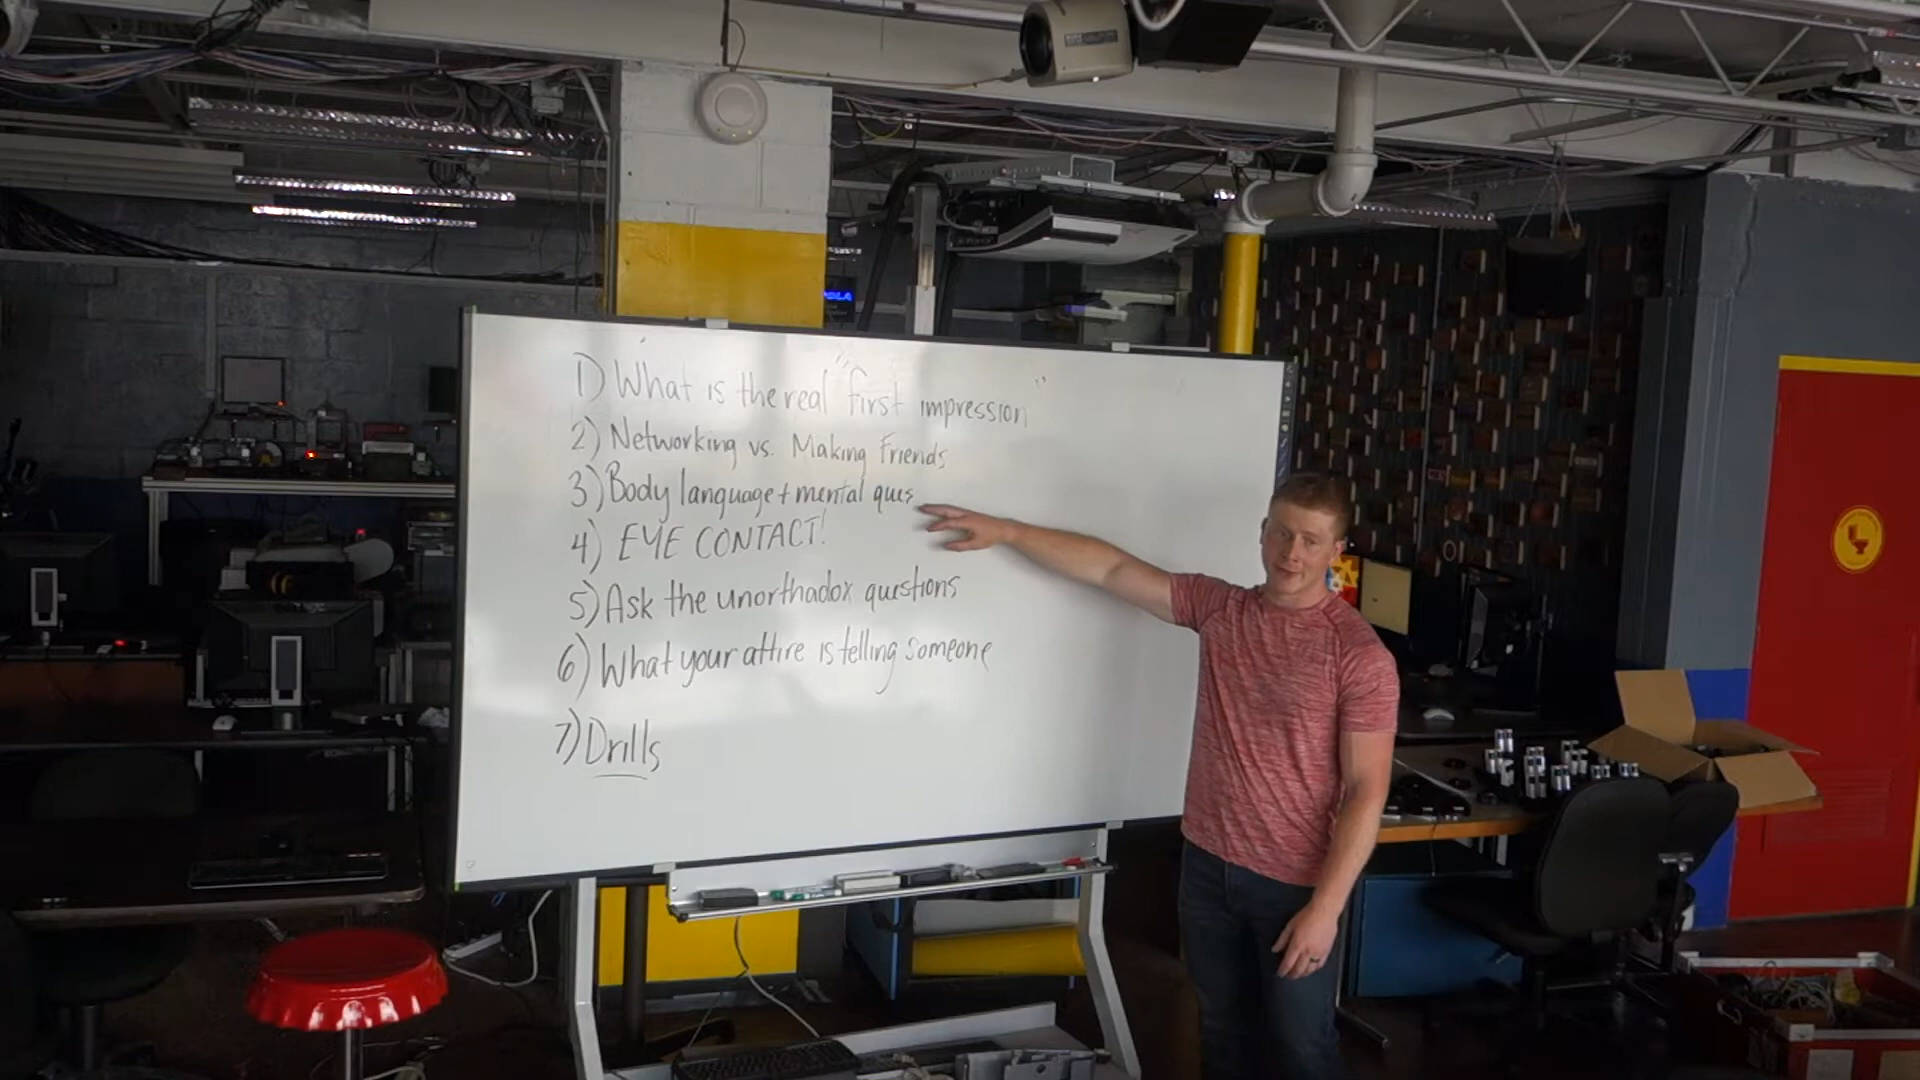 1) What is the real "first impression"
2) Networking vs. Making Friends
3) Body language + mental ques
4) EYE CONTACT!
5) Ask the unorthadox questions
6) What your attire is telling someone
7) Drills